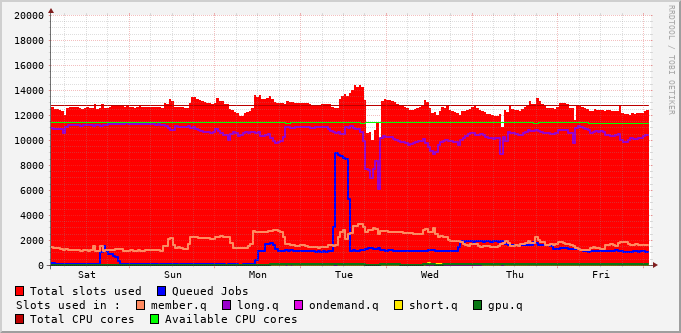 20000
18000
16000
14000
12000
10000
8000
6000
4000
2000
0
Sat Sun Mon Tue Wed Thu Fri
RRDTOOL / TOBI OETIKER
Total slots used Queued Jobs
Slots used in : member.q long.q ondemand.q short.q gpu.q
Total CPU cores Available CPU cores